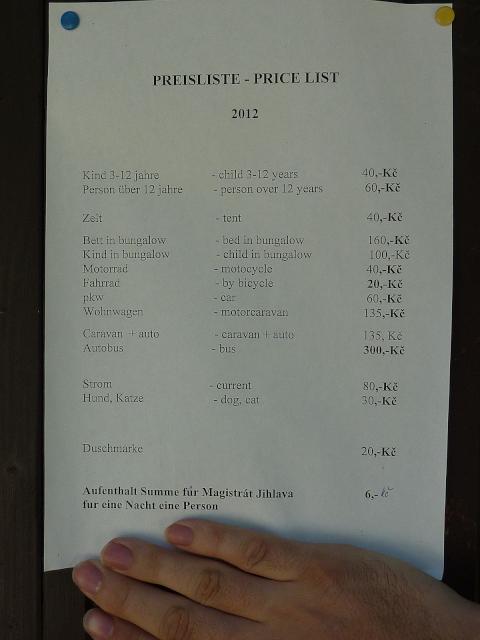 PREISLISTE - PRICE LIST
2012
Kind 3-12 jahre - child 3-12 years 40,-Kč
Person über 12 jahre - person over 12 years 60,-Kč
Zelt - tent 40,-Kč
Bett in bungalow - bed in bungalow 160,-Kč
Kind in bungalow - child in bungalow 100,-Kč
Motorrad - motocycle 40,-Kč
Fahrrad - by bicycle 20,-Kč
pkw - car 60,-Kč
Wohnwagen - motorcaravan 135,-Kč
Caravan + auto - caravan + auto 135, Kč
Autobus - bus 300,-Kč
Strom - current 80,-Kč
Hund, Katze - dog, cat 30,-Kč
Duschmarke 20,-Kč
Aufenthalt Summe für Magistrát Jihlava 6,- Kč
fur eine Nacht eine Person